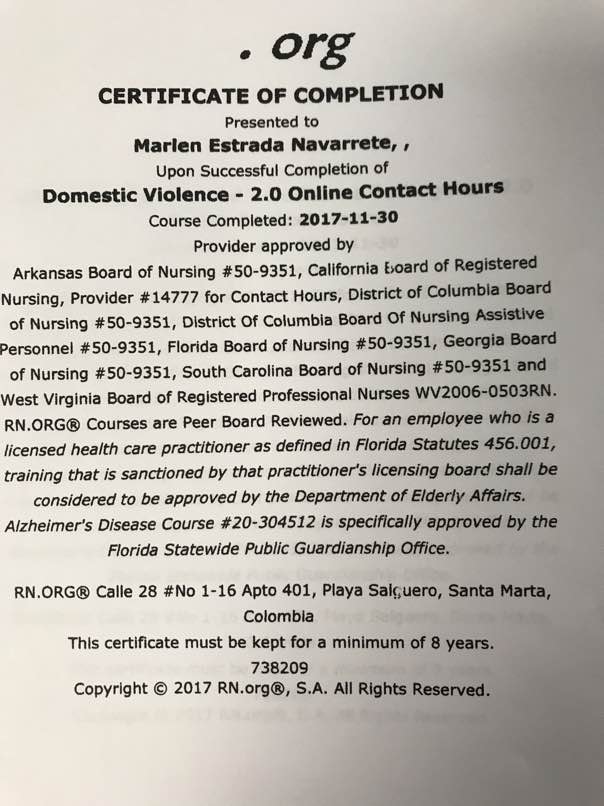 . org
CERTIFICATE OF COMPLETION
Presented to
Marlen Estrada Navarrete, ,
Upon Successful Completion of
Domestic Violence - 2.0 Online Contact Hours
Course Completed: 2017-11-30
Provider approved by
Arkansas Board of Nursing #50-9351, California Board of Registered
Nursing, Provider #14777 for Contact Hours, District of Columbia Board
of Nursing #50-9351, District Of Columbia Board Of Nursing Assistive
Personnel #50-9351, Florida Board of Nursing #50-9351, Georgia Board
of Nursing #50-9351, South Carolina Board of Nursing #50-9351 and
West Virginia Board of Registered Professional Nurses WV2006-0503RN.
RN.ORG® Courses are Peer Board Reviewed. For an employee who is a
licensed health care practitioner as defined in Florida Statutes 456.001,
training that is sanctioned by that practitioner's licensing board shall be
considered to be approved by the Department of Elderly Affairs.
Alzheimer's Disease Course #20-304512 is specifically approved by the
Florida Statewide Public Guardianship Office.
RN.ORG® Calle 28 #No 1-16 Apto 401, Playa Salguero, Santa Marta,
Colombia
This certificate must be kept for a minimum of 8 years.
738209
Copyright © 2017 RN.org®, S.A. All Rights Reserved.